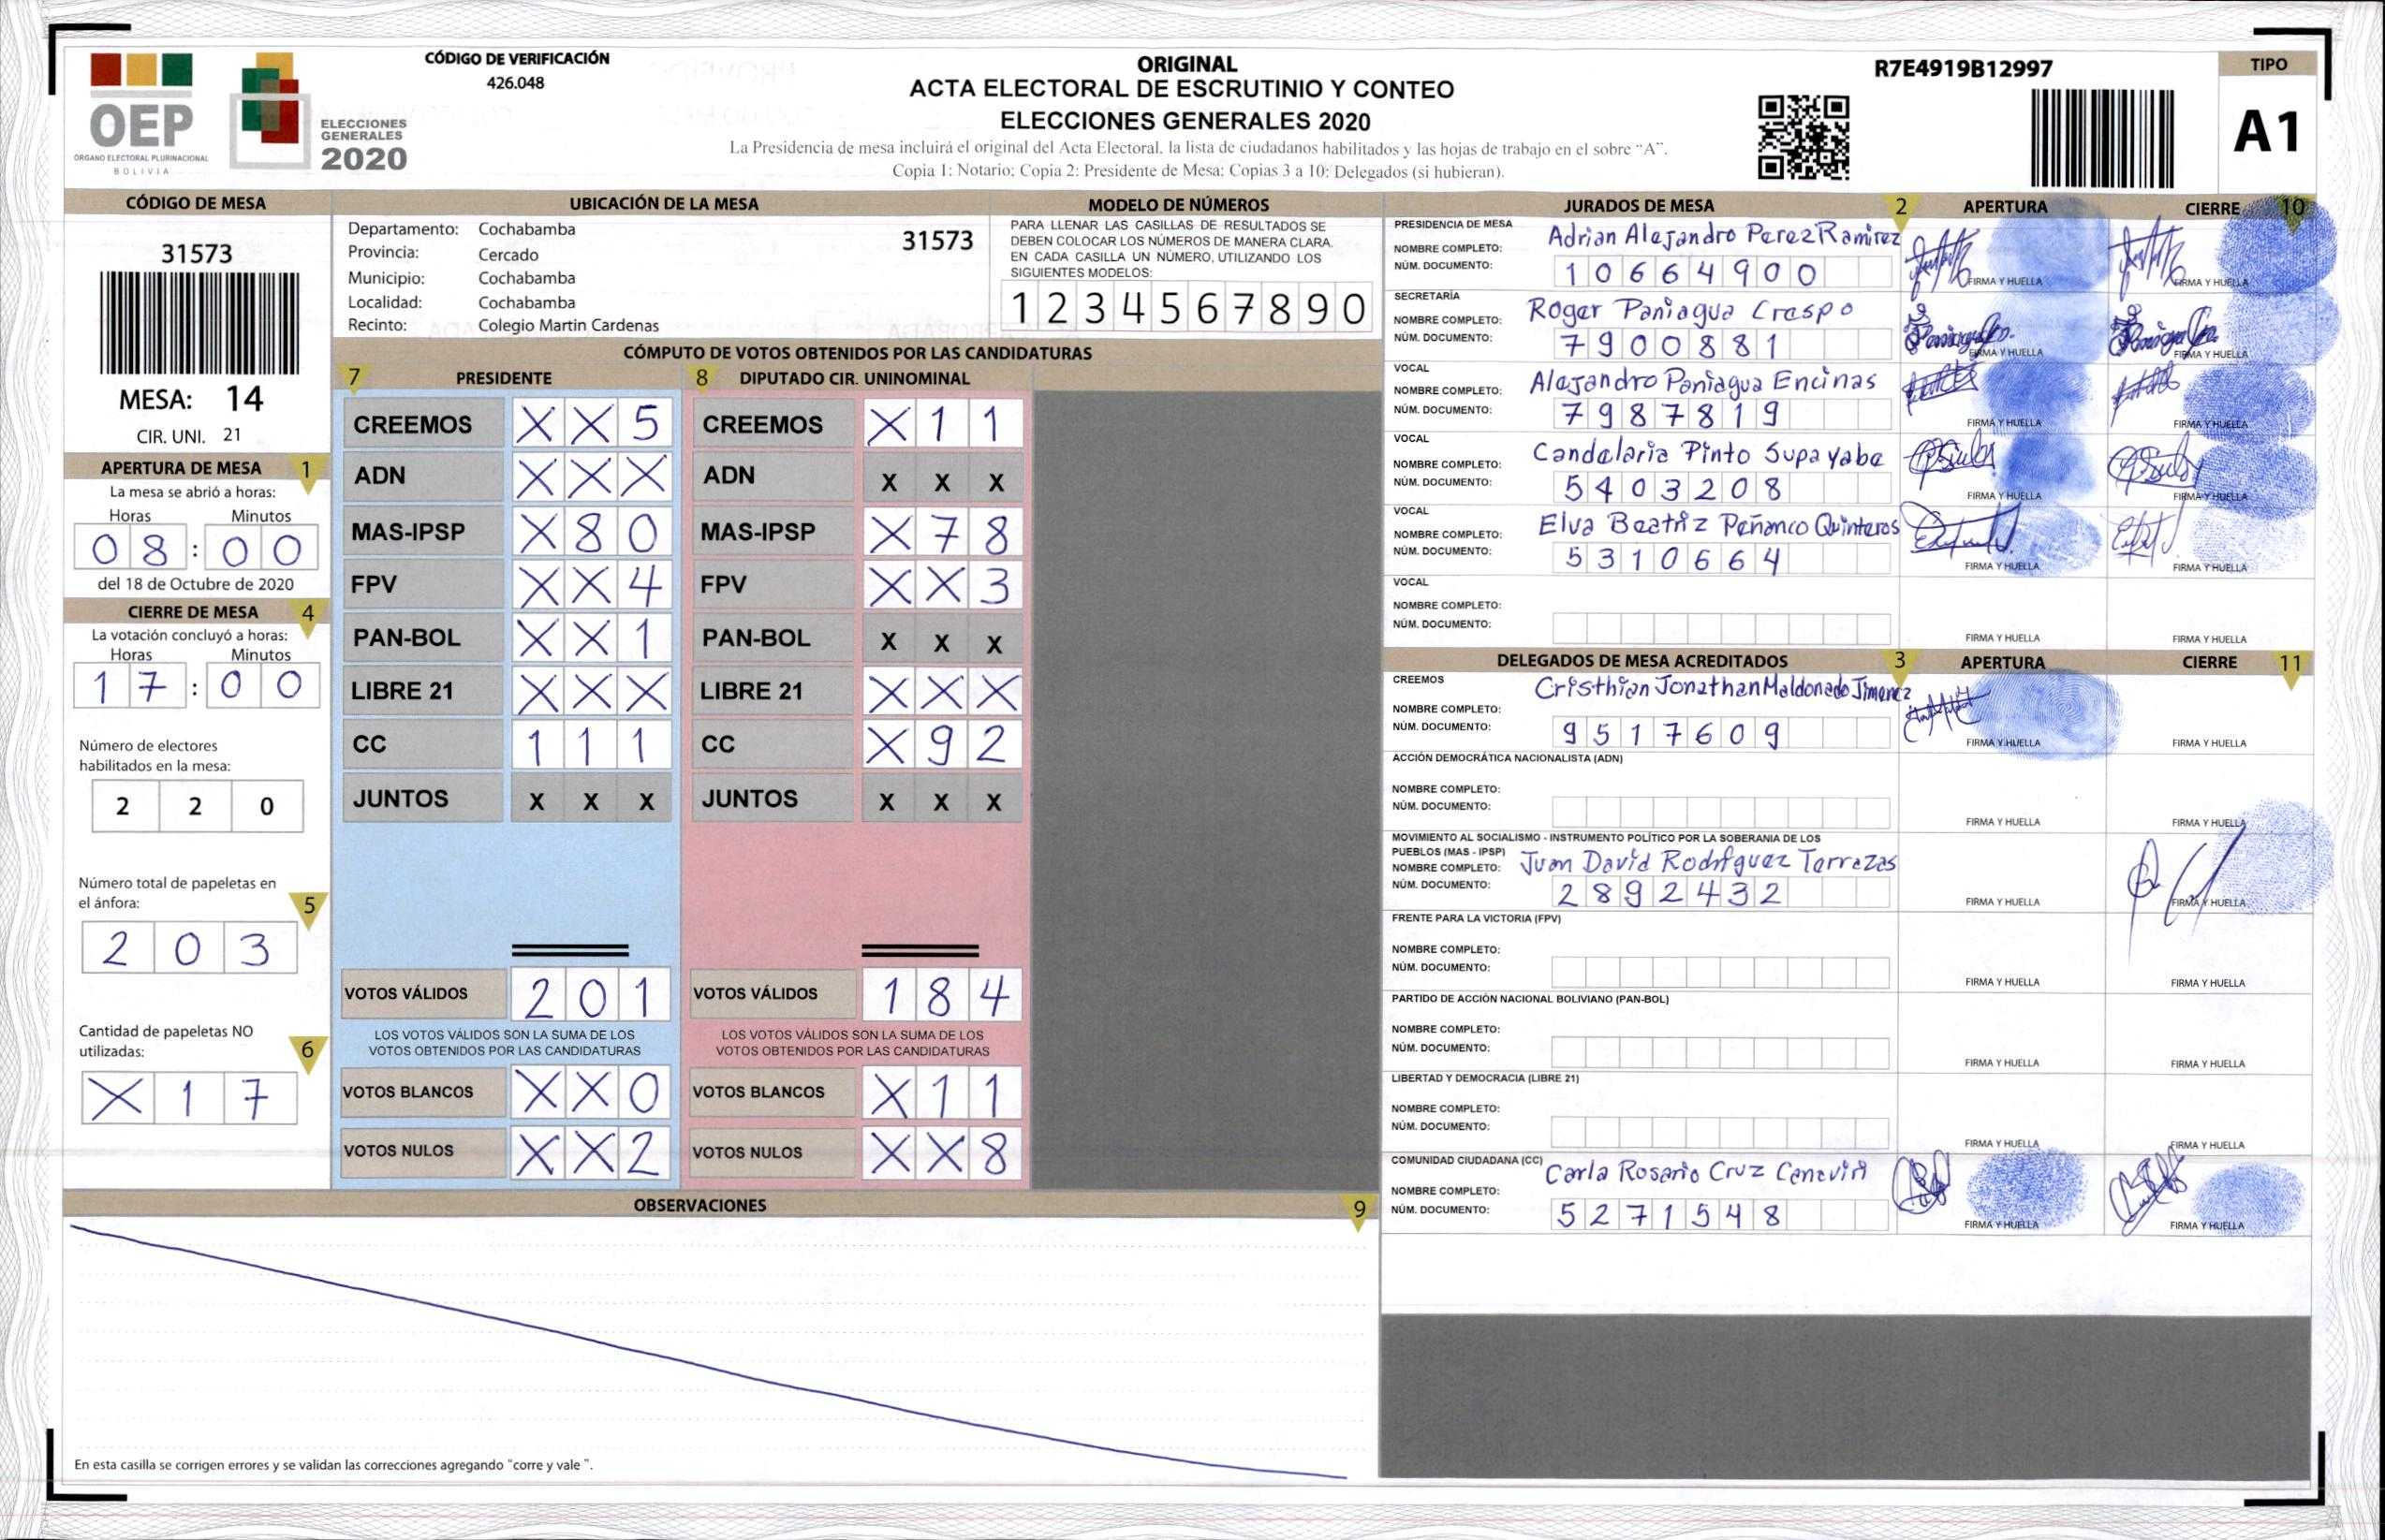 OEP
ÓRGANO ELECTORAL PLURINACIONAL
BOLIVIA
ELECCIONES
GENERALES
2020
CÓDIGO DE VERIFICACIÓN
426.048
ORIGINAL
ACTA ELECTORAL DE ESCRUTINIO Y CONTEO
ELECCIONES GENERALES 2020
La Presidencia de mesa incluirá el original del Acta Electoral, la lista de ciudadanos habilitados y las hojas de trabajo en el sobre "A".
Copia 1: Notario; Copia 2: Presidente de Mesa; Copias 3 a 10: Delegados (si hubieran).
R7E4919B12997
TIPO
A1
CÓDIGO DE MESA
31573
MESA: 14
CIR. UNI. 21
APERTURA DE MESA 1
La mesa se abrió a horas:
Horas Minutos
08:00
del 18 de Octubre de 2020
CIERRE DE MESA 4
La votación concluyó a horas:
Horas Minutos
17:00
Número de electores
habilitados en la mesa:
2 2 0
Número total de papeletas en
el ánfora: 5
2 0 3
Cantidad de papeletas NO
utilizadas: 6
X 1 7
UBICACIÓN DE LA MESA
Departamento: Cochabamba
31573
Provincia: Cercado
Municipio: Cochabamba
Localidad: Cochabamba
Recinto: Colegio Martin Cardenas
MODELO DE NÚMEROS
PARA LLENAR LAS CASILLAS DE RESULTADOS SE
DEBEN COLOCAR LOS NÚMEROS DE MANERA CLARA.
EN CADA CASILLA UN NÚMERO, UTILIZANDO LOS
SIGUIENTES MODELOS:
1 2 3 4 5 6 7 8 9 0
CÓMPUTO DE VOTOS OBTENIDOS POR LAS CANDIDATURAS
7 PRESIDENTE
CREEMOS X X 5
ADN X X X
MAS-IPSP X 8 0
FPV X X 4
PAN-BOL X X 1
LIBRE 21 X X X
CC 1 1 1
JUNTOS X X X
VOTOS VÁLIDOS 2 0 1
LOS VOTOS VÁLIDOS SON LA SUMA DE LOS
VOTOS OBTENIDOS POR LAS CANDIDATURAS
VOTOS BLANCOS X X 0
VOTOS NULOS X X 2
8 DIPUTADO CIR. UNINOMINAL
CREEMOS X 1 1
ADN X X X
MAS-IPSP X 7 8
FPV X X 3
PAN-BOL X X X
LIBRE 21 X X X
CC X 9 2
JUNTOS X X X
VOTOS VÁLIDOS 1 8 4
LOS VOTOS VÁLIDOS SON LA SUMA DE LOS
VOTOS OBTENIDOS POR LAS CANDIDATURAS
VOTOS BLANCOS X 1 1
VOTOS NULOS X X 8
OBSERVACIONES 9
En esta casilla se corrigen errores y se validan las correcciones agregando "corre y vale ".
JURADOS DE MESA 2 APERTURA CIERRE 10
PRESIDENCIA DE MESA
NOMBRE COMPLETO: Adrian Alejandro Perez Ramirez
NÚM. DOCUMENTO: 10664900
FIRMA Y HUELLA FIRMA Y HUELLA
SECRETARÍA
NOMBRE COMPLETO: Roger Paniagua Crespo
NÚM. DOCUMENTO: 7900881
FIRMA Y HUELLA FIRMA Y HUELLA
VOCAL
NOMBRE COMPLETO: Alejandro Paniagua Encinas
NÚM. DOCUMENTO: 7987819
FIRMA Y HUELLA FIRMA Y HUELLA
VOCAL
NOMBRE COMPLETO: Candelaria Pinto Supayabe
NÚM. DOCUMENTO: 5403208
FIRMA Y HUELLA FIRMA Y HUELLA
VOCAL
NOMBRE COMPLETO: Elva Beatriz Peñanco Quinteros
NÚM. DOCUMENTO: 5310664
FIRMA Y HUELLA FIRMA Y HUELLA
VOCAL
NOMBRE COMPLETO:
NÚM. DOCUMENTO:
FIRMA Y HUELLA FIRMA Y HUELLA
DELEGADOS DE MESA ACREDITADOS 3 APERTURA CIERRE 11
CREEMOS
NOMBRE COMPLETO: Cristhian Jonathan Maldonado Jimenez
NÚM. DOCUMENTO: 9517609
FIRMA Y HUELLA FIRMA Y HUELLA
ACCIÓN DEMOCRÁTICA NACIONALISTA (ADN)
NOMBRE COMPLETO:
NÚM. DOCUMENTO:
FIRMA Y HUELLA FIRMA Y HUELLA
MOVIMIENTO AL SOCIALISMO - INSTRUMENTO POLÍTICO POR LA SOBERANIA DE LOS
PUEBLOS (MAS - IPSP)
NOMBRE COMPLETO: Juan David Rodriguez Terrazas
NÚM. DOCUMENTO: 2892432
FIRMA Y HUELLA FIRMA Y HUELLA
FRENTE PARA LA VICTORIA (FPV)
NOMBRE COMPLETO:
NÚM. DOCUMENTO:
FIRMA Y HUELLA FIRMA Y HUELLA
PARTIDO DE ACCIÓN NACIONAL BOLIVIANO (PAN-BOL)
NOMBRE COMPLETO:
NÚM. DOCUMENTO:
FIRMA Y HUELLA FIRMA Y HUELLA
LIBERTAD Y DEMOCRACIA (LIBRE 21)
NOMBRE COMPLETO:
NÚM. DOCUMENTO:
FIRMA Y HUELLA FIRMA Y HUELLA
COMUNIDAD CIUDADANA (CC)
NOMBRE COMPLETO: Carla Rosario Cruz Canaviri
NÚM. DOCUMENTO: 5271548
FIRMA Y HUELLA FIRMA Y HUELLA